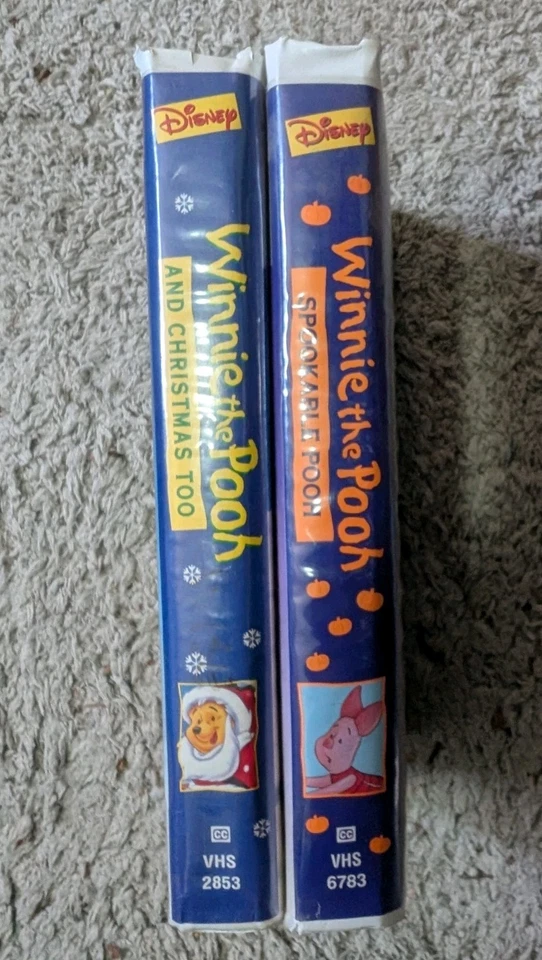 Disney
Winnie the Pooh
AND CHRISTMAS TOO
CC
VHS
2853
Disney
Winnie the Pooh
SPOOKABLE POOH
CC
VHS
6783